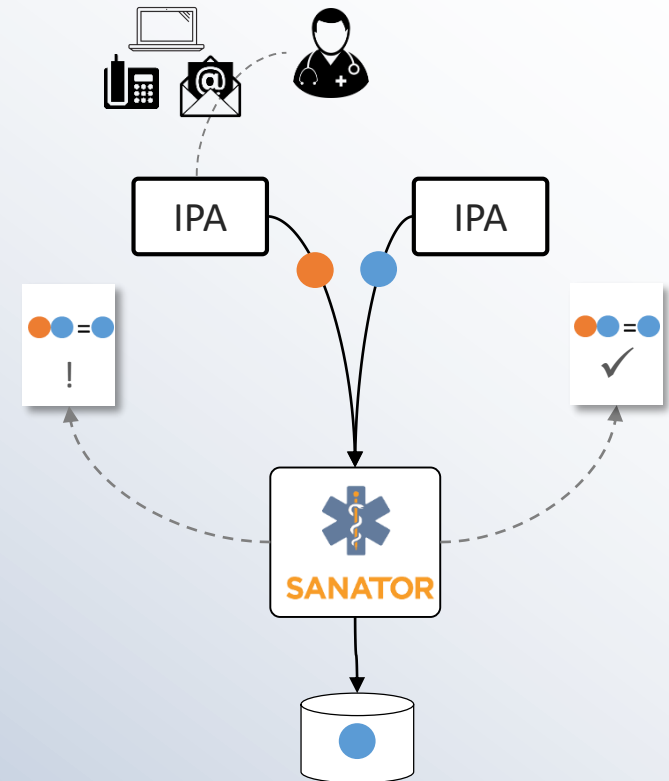 @
IPA
IPA
=
!
=
✓
SANATOR